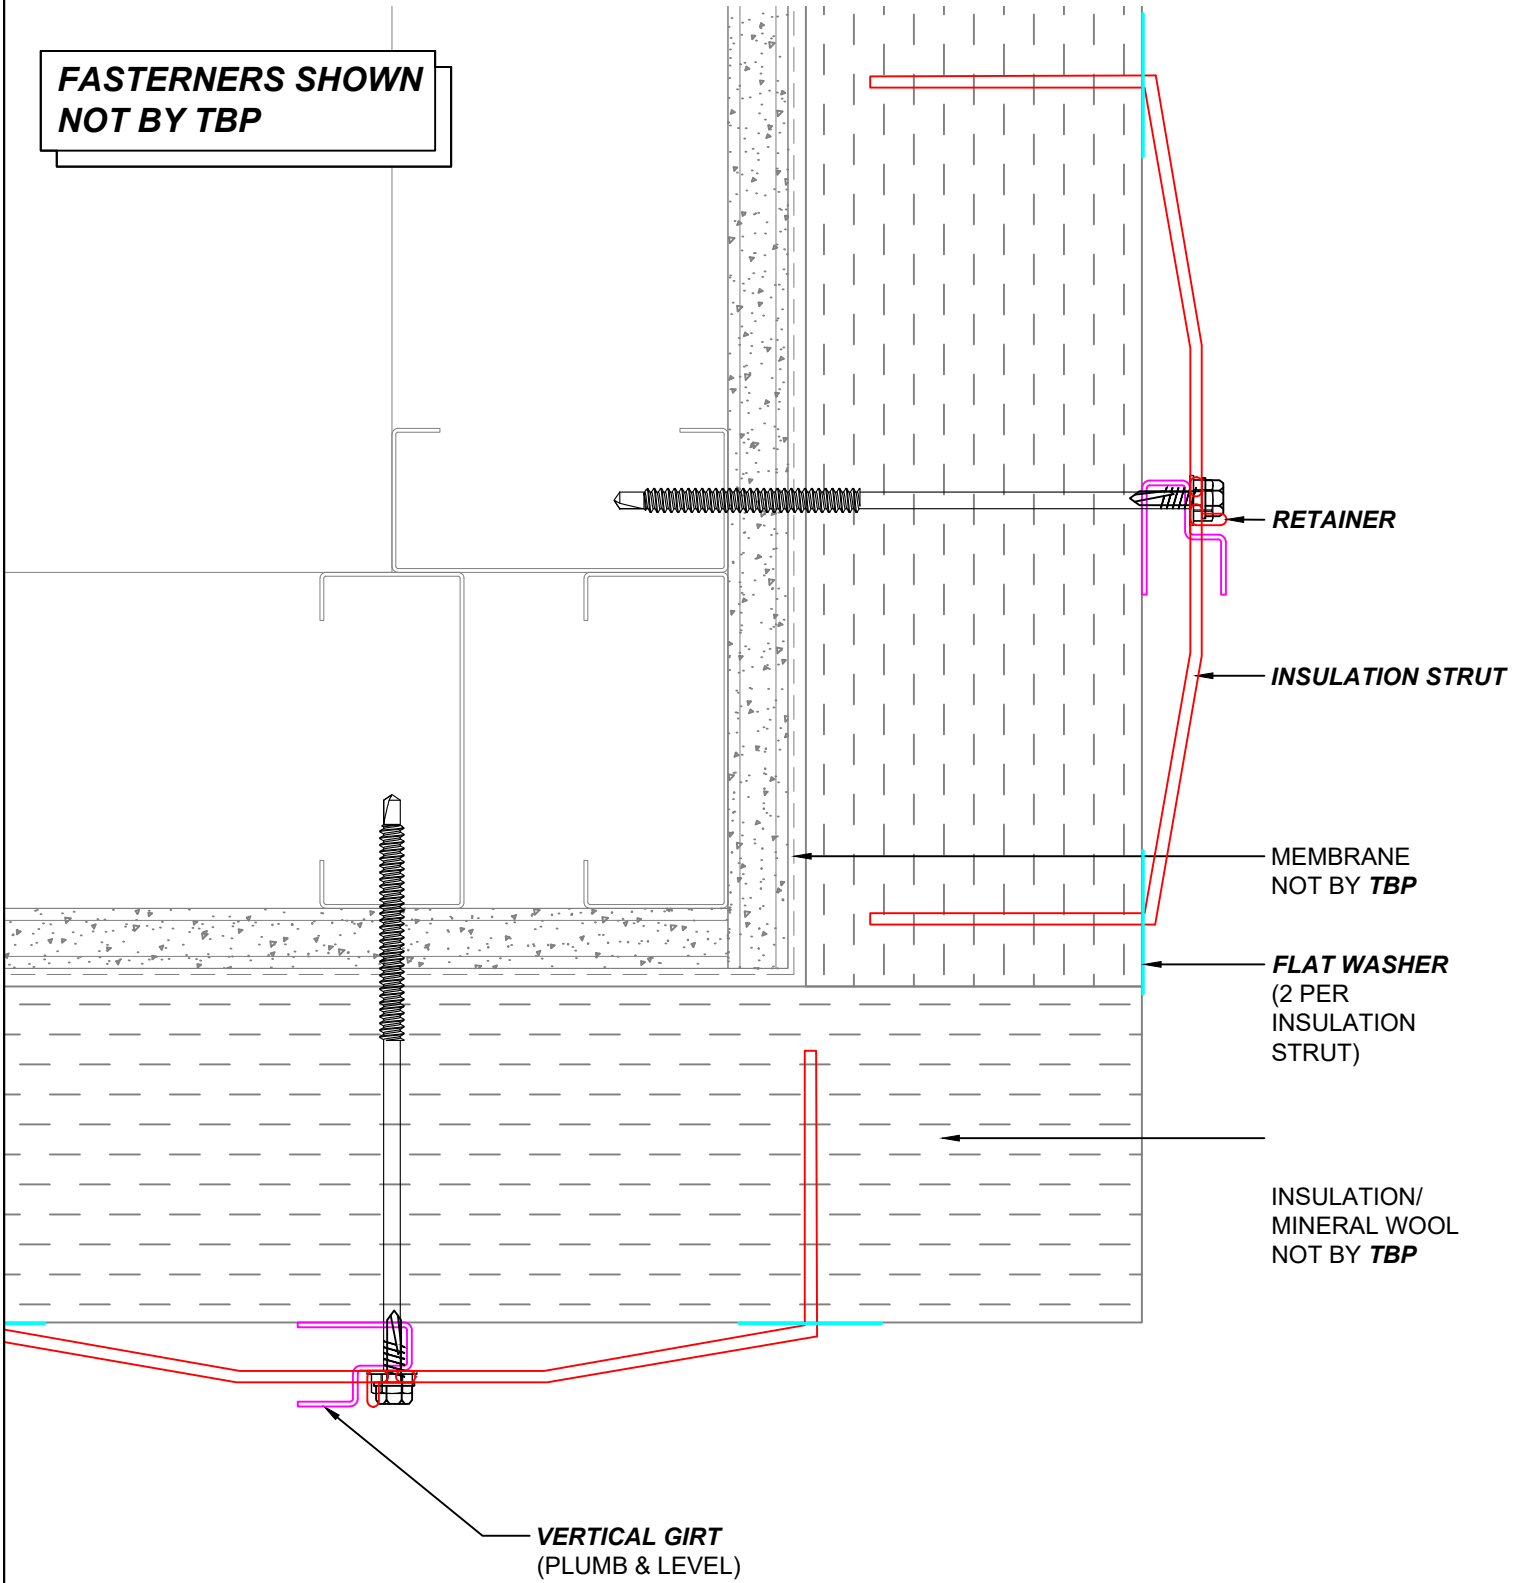 FASTERNERS SHOWN
NOT BY TBP
RETAINER
INSULATION STRUT
MEMBRANE
NOT BY TBP
FLAT WASHER
(2 PER
INSULATION
STRUT)
INSULATION/
MINERAL WOOL
NOT BY TBP
VERTICAL GIRT
(PLUMB & LEVEL)